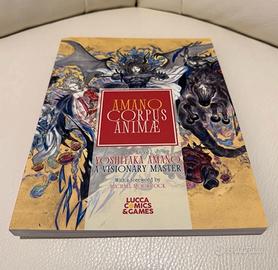 AMANO
CORPUS
ANIMÆ
YOSHITAKA AMANO
A VISIONARY MASTER
With a foreword by
MICHAEL MOORCOCK
LUCCA
COMICS
&GAMES